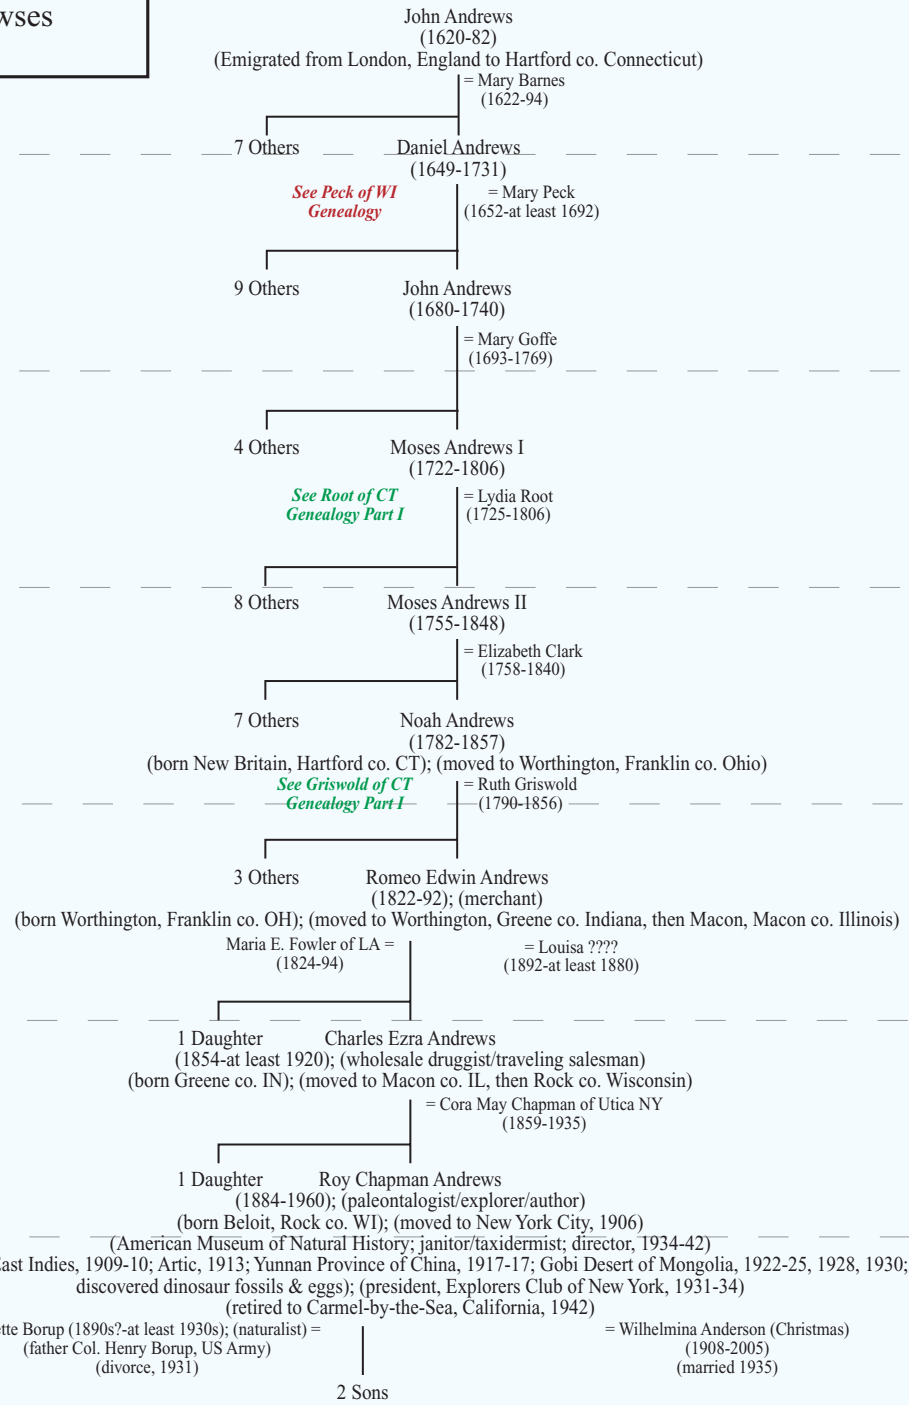 wses
John Andrews
(1620-82)
(Emigrated from London, England to Hartford co. Connecticut)
= Mary Barnes
(1622-94)
7 Others
Daniel Andrews
(1649-1731)
See Peck of WI
Genealogy
= Mary Peck
(1652-at least 1692)
9 Others
John Andrews
(1680-1740)
= Mary Goffe
(1693-1769)
4 Others
Moses Andrews I
(1722-1806)
See Root of CT
Genealogy Part I
= Lydia Root
(1725-1806)
8 Others
Moses Andrews II
(1755-1848)
= Elizabeth Clark
(1758-1840)
7 Others
Noah Andrews
(1782-1857)
(born New Britain, Hartford co. CT); (moved to Worthington, Franklin co. Ohio)
See Griswold of CT
Genealogy Part I
= Ruth Griswold
(1790-1856)
3 Others
Romeo Edwin Andrews
(1822-92); (merchant)
(born Worthington, Franklin co. OH); (moved to Worthington, Greene co. Indiana, then Macon, Macon co. Illinois)
Maria E. Fowler of LA =
(1824-94)
= Louisa ????
(1892-at least 1880)
1 Daughter
Charles Ezra Andrews
(1854-at least 1920); (wholesale druggist/traveling salesman)
(born Greene co. IN); (moved to Macon co. IL, then Rock co. Wisconsin)
= Cora May Chapman of Utica NY
(1859-1935)
1 Daughter
Roy Chapman Andrews
(1884-1960); (paleontalogist/explorer/author)
(born Beloit, Rock co. WI); (moved to New York City, 1906)
(American Museum of Natural History; janitor/taxidermist; director, 1934-42)
East Indies, 1909-10; Artic, 1913; Yunnan Province of China, 1917-17; Gobi Desert of Mongolia, 1922-25, 1928, 1930;
discovered dinosaur fossils & eggs); (president, Explorers Club of New York, 1931-34)
(retired to Carmel-by-the-Sea, California, 1942)
tte Borup (1890s?-at least 1930s); (naturalist) =
(father Col. Henry Borup, US Army)
(divorce, 1931)
= Wilhelmina Anderson (Christmas)
(1908-2005)
(married 1935)
2 Sons